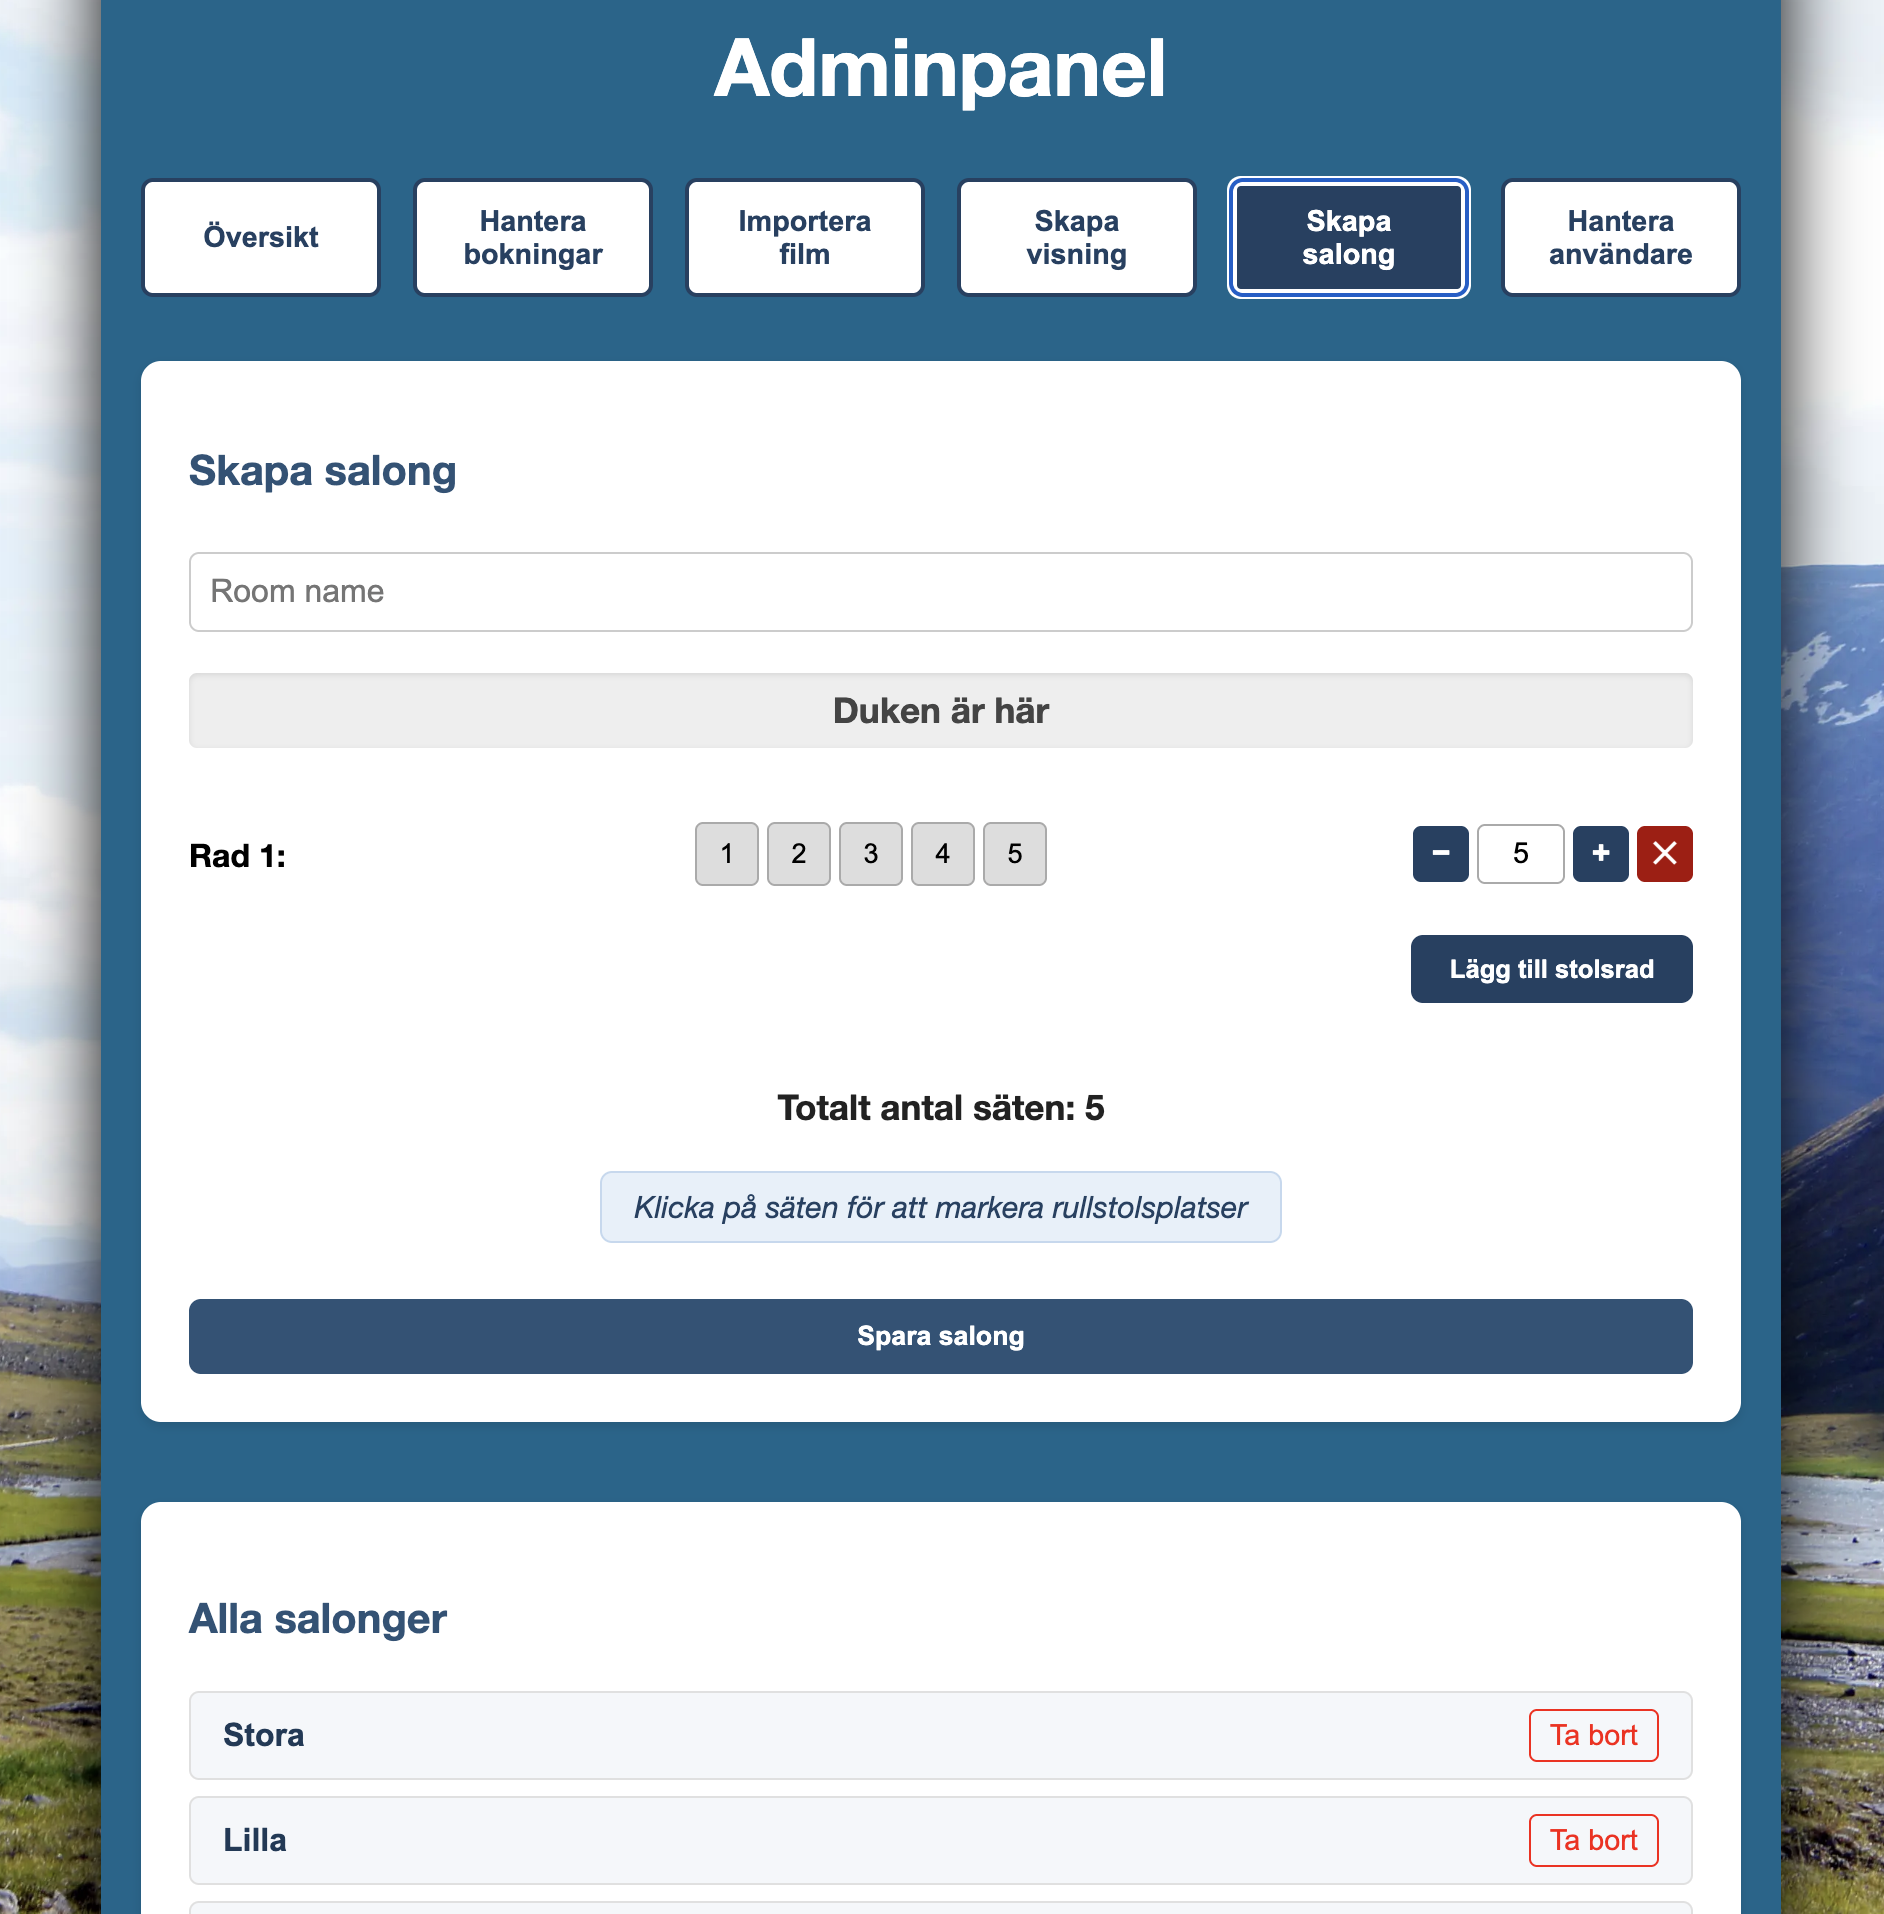 Adminpanel
Översikt
Hantera
bokningar
Importera
film
Skapa
visning
Skapa
salong
Hantera
användare
Skapa salong
Room name
Duken är här
Rad 1:
1 2 3 4 5
− 5 + ×
Lägg till stolsrad
Totalt antal säten: 5
Klicka på säten för att markera rullstolsplatser
Spara salong
Alla salonger
Stora
Ta bort
Lilla
Ta bort